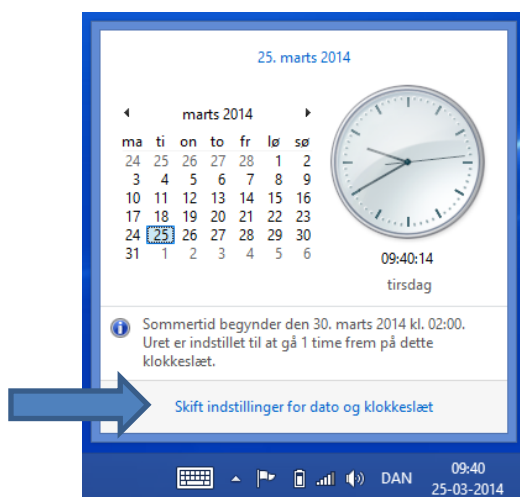 25. marts 2014
marts 2014
ma ti on to fr lø sø
24 25 26 27 28 1 2
3 4 5 6 7 8 9
10 11 12 13 14 15 16
17 18 19 20 21 22 23
24 25 26 27 28 29 30
31 1 2 3 4 5 6
09:40:14
tirsdag
Sommertid begynder den 30. marts 2014 kl. 02:00.
Uret er indstillet til at gå 1 time frem på dette
klokkeslæt.
Skift indstillinger for dato og klokkeslæt
DAN
09:40
25-03-2014